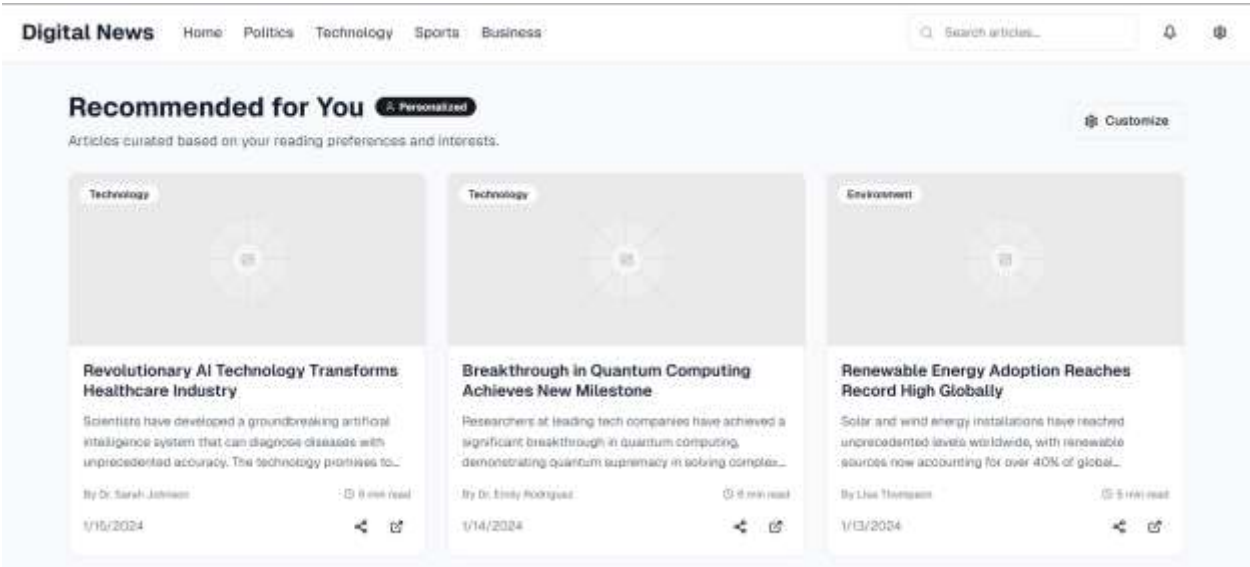 Digital News
Home
Politics
Technology
Sports
Business
Search articles...
Recommended for You
Personalized
Articles curated based on your reading preferences and interests.
Customize
Technology
Revolutionary AI Technology Transforms
Healthcare Industry
Scientists have developed a groundbreaking artificial
intelligence system that can diagnose diseases with
unprecedented accuracy. The technology promises to...
By Dr. Sarah Johnson
min read
1/15/2024
Technology
Breakthrough in Quantum Computing
Achieves New Milestone
Researchers at leading tech companies have achieved a
significant breakthrough in quantum computing,
demonstrating quantum supremacy in solving complex...
By Dr. Emily Rodriguez
min read
1/14/2024
Environment
Renewable Energy Adoption Reaches
Record High Globally
Solar and wind energy installations have reached
unprecedented levels worldwide, with renewable
sources now accounting for over 40% of global...
By Lisa Thompson
5 min read
1/13/2024